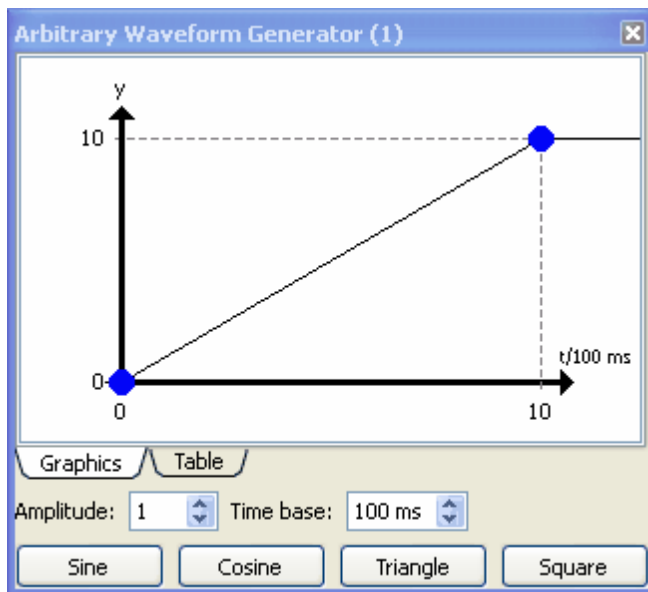 Arbitrary Waveform Generator (1)
y
10
0
t/100 ms
0 10
Graphics Table
Amplitude: 1 Time base: 100 ms
Sine Cosine Triangle Square